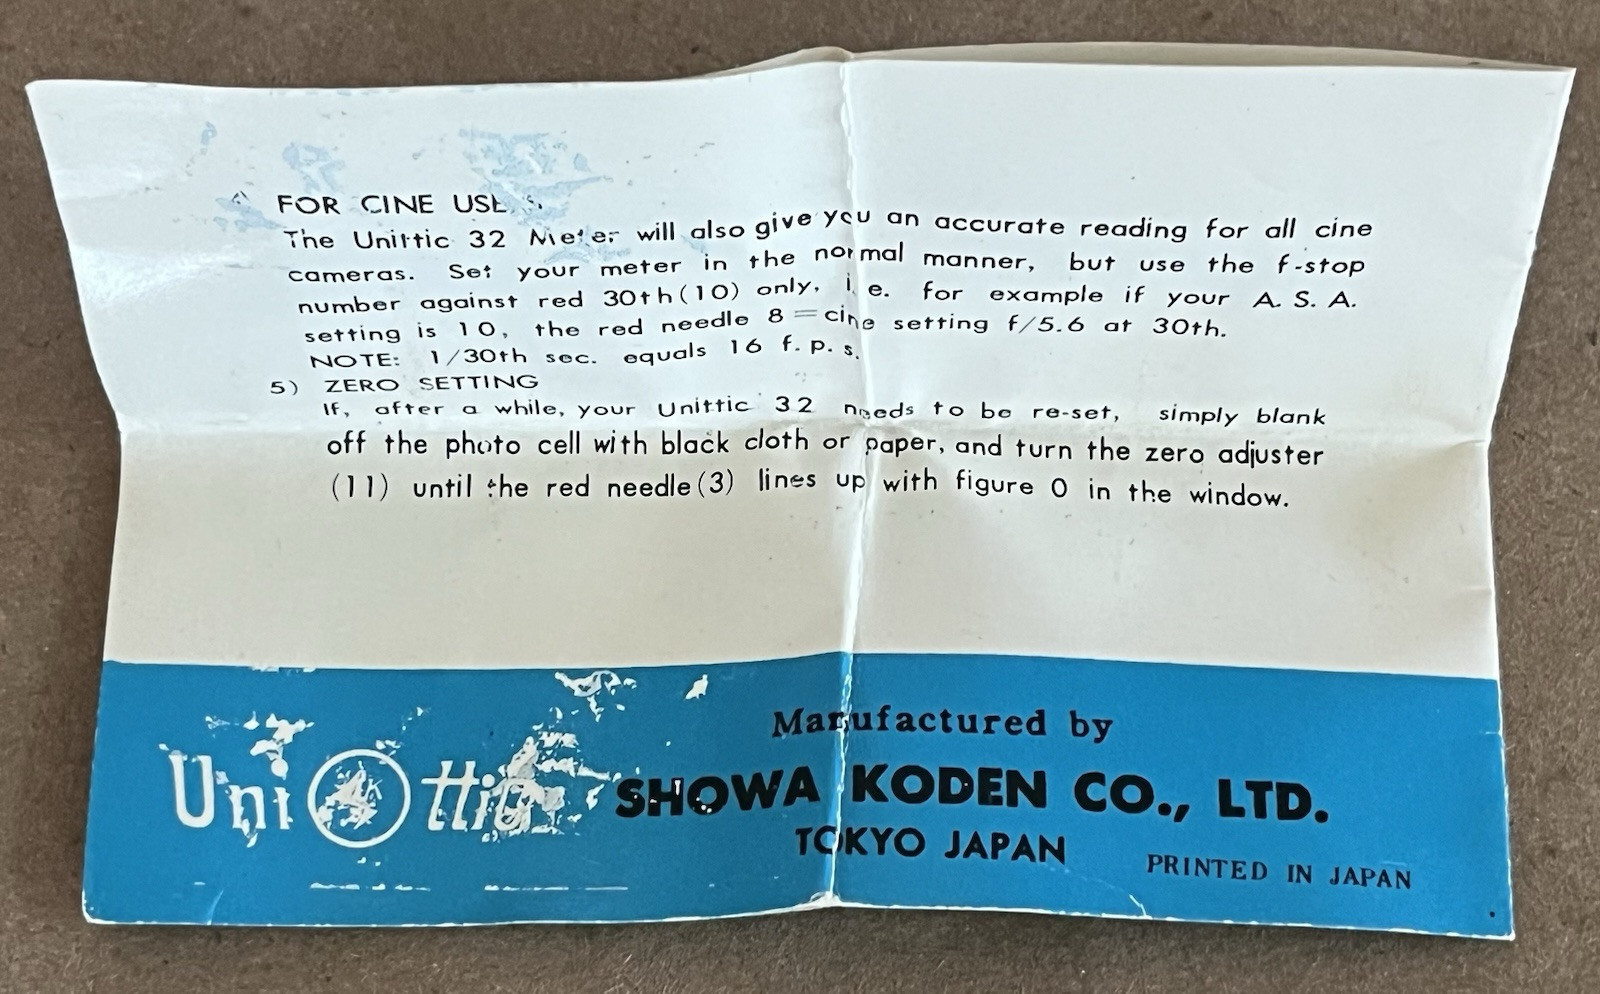 FOR CINE USE
The Unittic 32 Meter will also give you an accurate reading for all cine
cameras. Set your meter in the normal manner, but use the f-stop
number against red 30th(10) only, i.e. for example if your A. S. A.
setting is 10, the red needle 8=cine setting f/5.6 at 30th.
NOTE: 1/30th sec. equals 16 f. p. s.
5) ZERO SETTING
If, after a while, your Unittic 32 needs to be re-set, simply blank
off the photo cell with black cloth or paper, and turn the zero adjuster
(11) until the red needle(3) lines up with figure 0 in the window.
Uni ttic
Manufactured by
SHOWA KODEN CO., LTD.
TOKYO JAPAN
PRINTED IN JAPAN